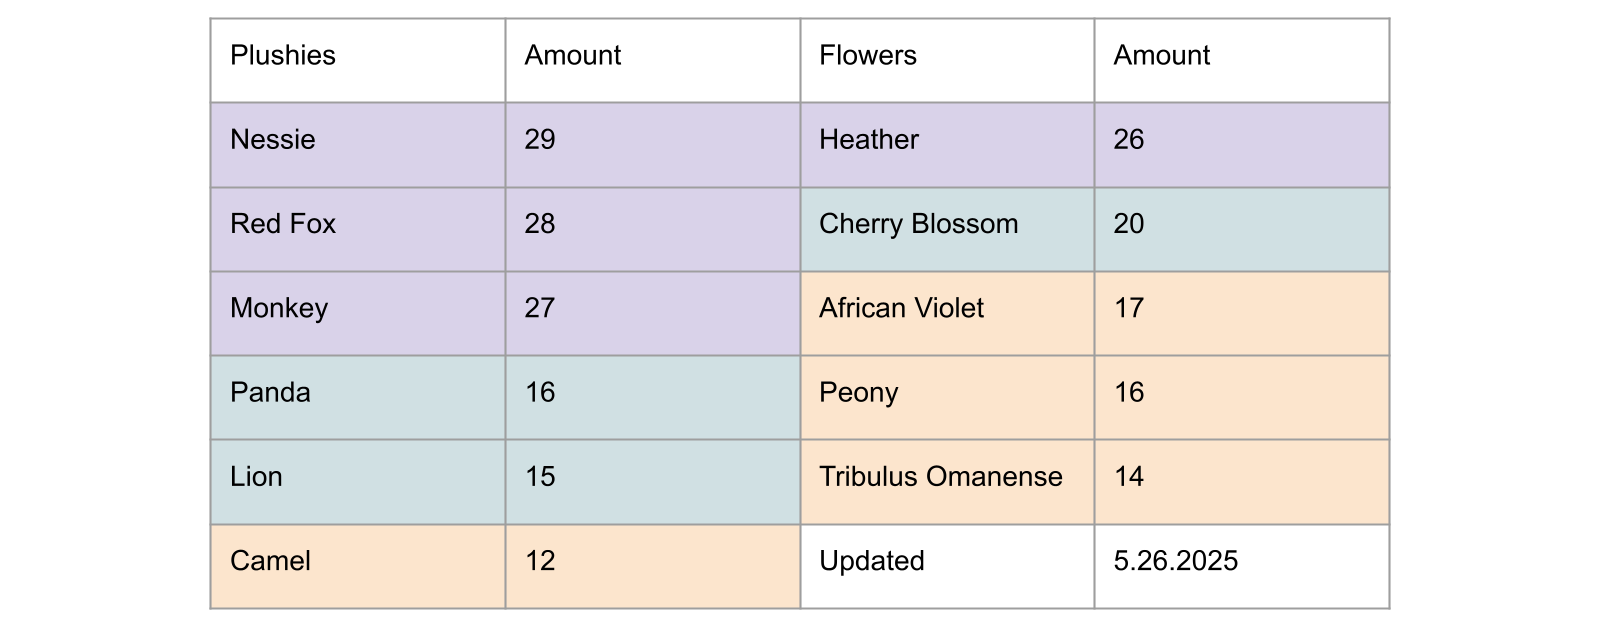 Plushies Amount Flowers Amount
Nessie 29 Heather 26
Red Fox 28 Cherry Blossom 20
Monkey 27 African Violet 17
Panda 16 Peony 16
Lion 15 Tribulus Omanense 14
Camel 12 Updated 5.26.2025